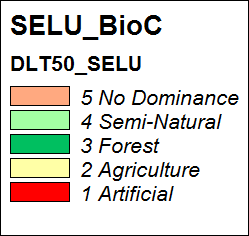 SELU_BioC
DLT50_SELU
5 No Dominance
4 Semi-Natural
3 Forest
2 Agriculture
1 Artificial